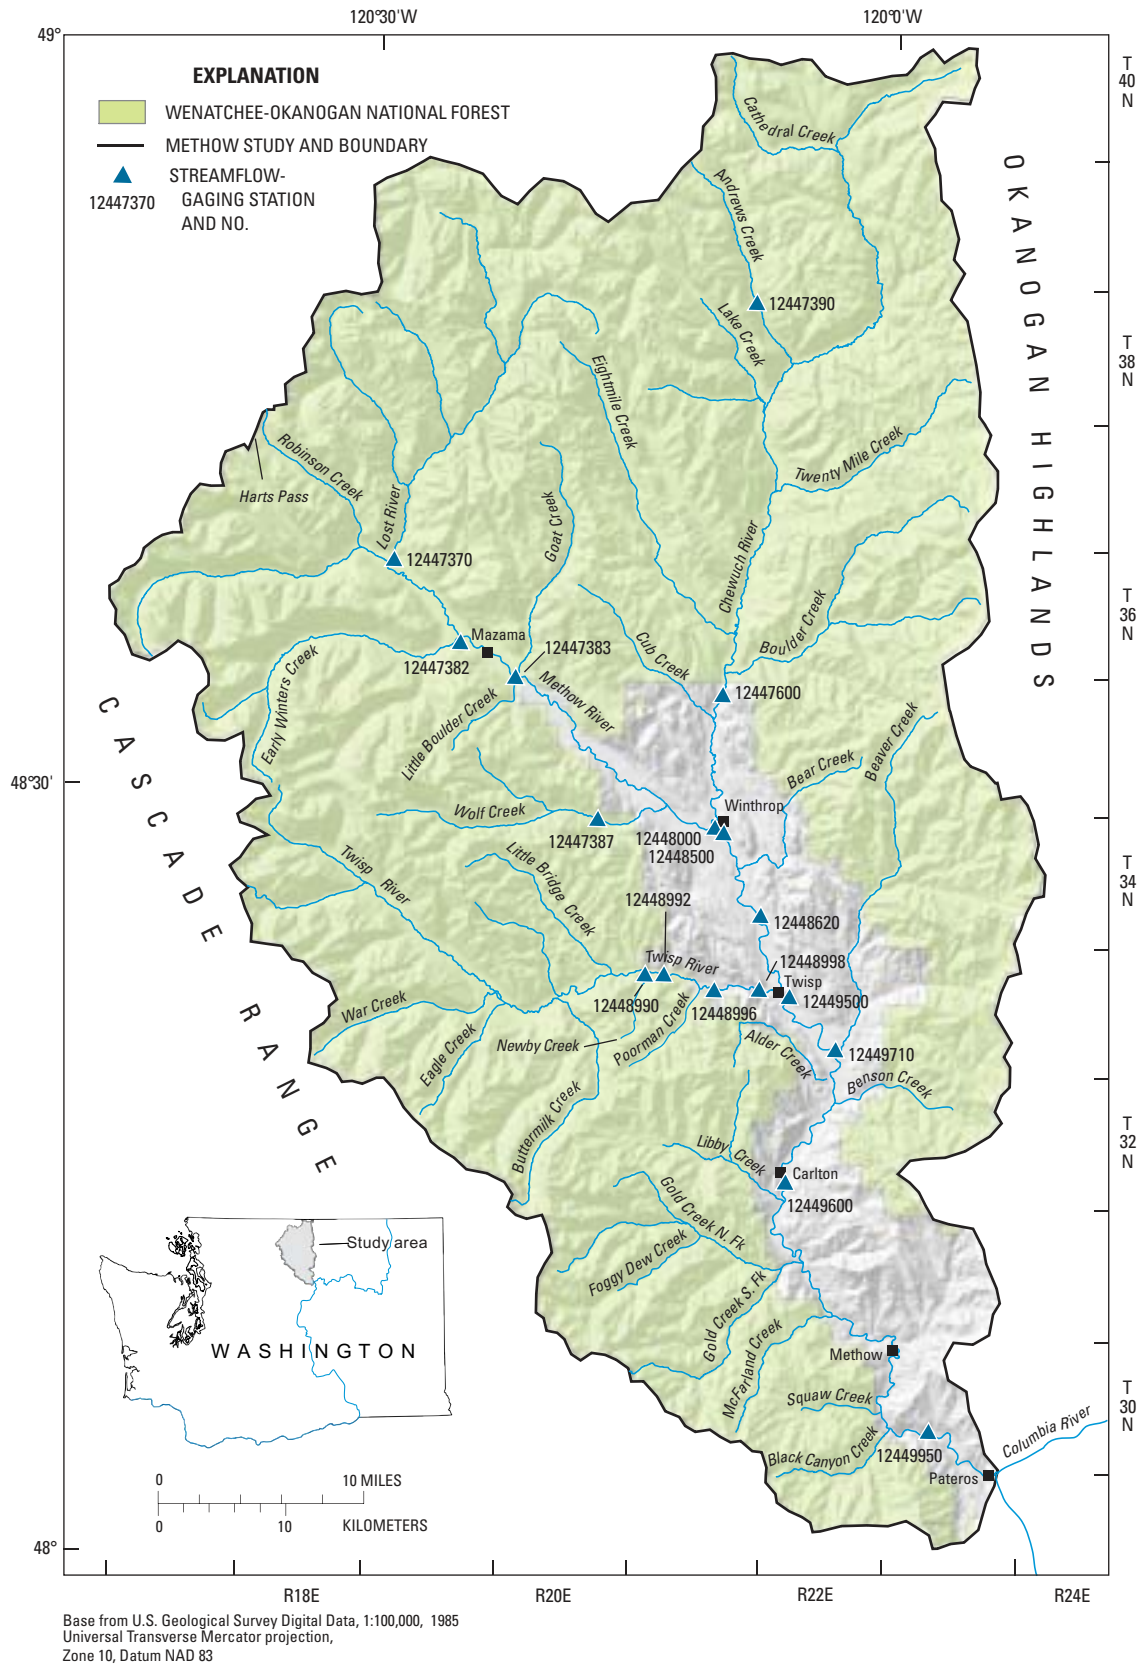 120°30'W
120°0'W
49°
T
40
N
EXPLANATION
WENATCHEE-OKANOGAN NATIONAL FOREST
METHOW STUDY AND BOUNDARY
STREAMFLOW-
GAGING STATION
AND NO.
12447370
Cathedral Creek
Andrews Creek
OKANOGAN HIGHLANDS
12447390
Lake Creek
T
38
N
Eightmile Creek
Robinson Creek
Harts Pass
Twenty Mile Creek
Lost River
Goat Creek
12447370
Chewuch River
T
36
N
Boulder Creek
Mazama
12447382
12447383
Cub Creek
Early Winters Creek
Methow River
12447600
Little Boulder Creek
CASCADE RANGE
Beaver Creek
Bear Creek
48°30'
Wolf Creek
Winthrop
12447387
12448000
12448500
Twisp River
Little Bridge Creek
T
34
N
12448992
12448620
Twisp River
12448998
Twisp
12449500
12448990
12448996
War Creek
Eagle Creek
Newby Creek
Poorman Creek
Alder Creek
12449710
Benson Creek
Buttermilk Creek
T
32
N
Libby Creek
Carlton
12449600
Gold Creek N. Fk
Foggy Dew Creek
Gold Creek S. Fk
Study area
WASHINGTON
McFarland Creek
Methow
Squaw Creek
T
30
N
Black Canyon Creek
12449950
Columbia River
Pateros
0
10 MILES
0
10
KILOMETERS
48°
R18E
R20E
R22E
R24E
Base from U.S. Geological Survey Digital Data, 1:100,000, 1985
Universal Transverse Mercator projection,
Zone 10, Datum NAD 83